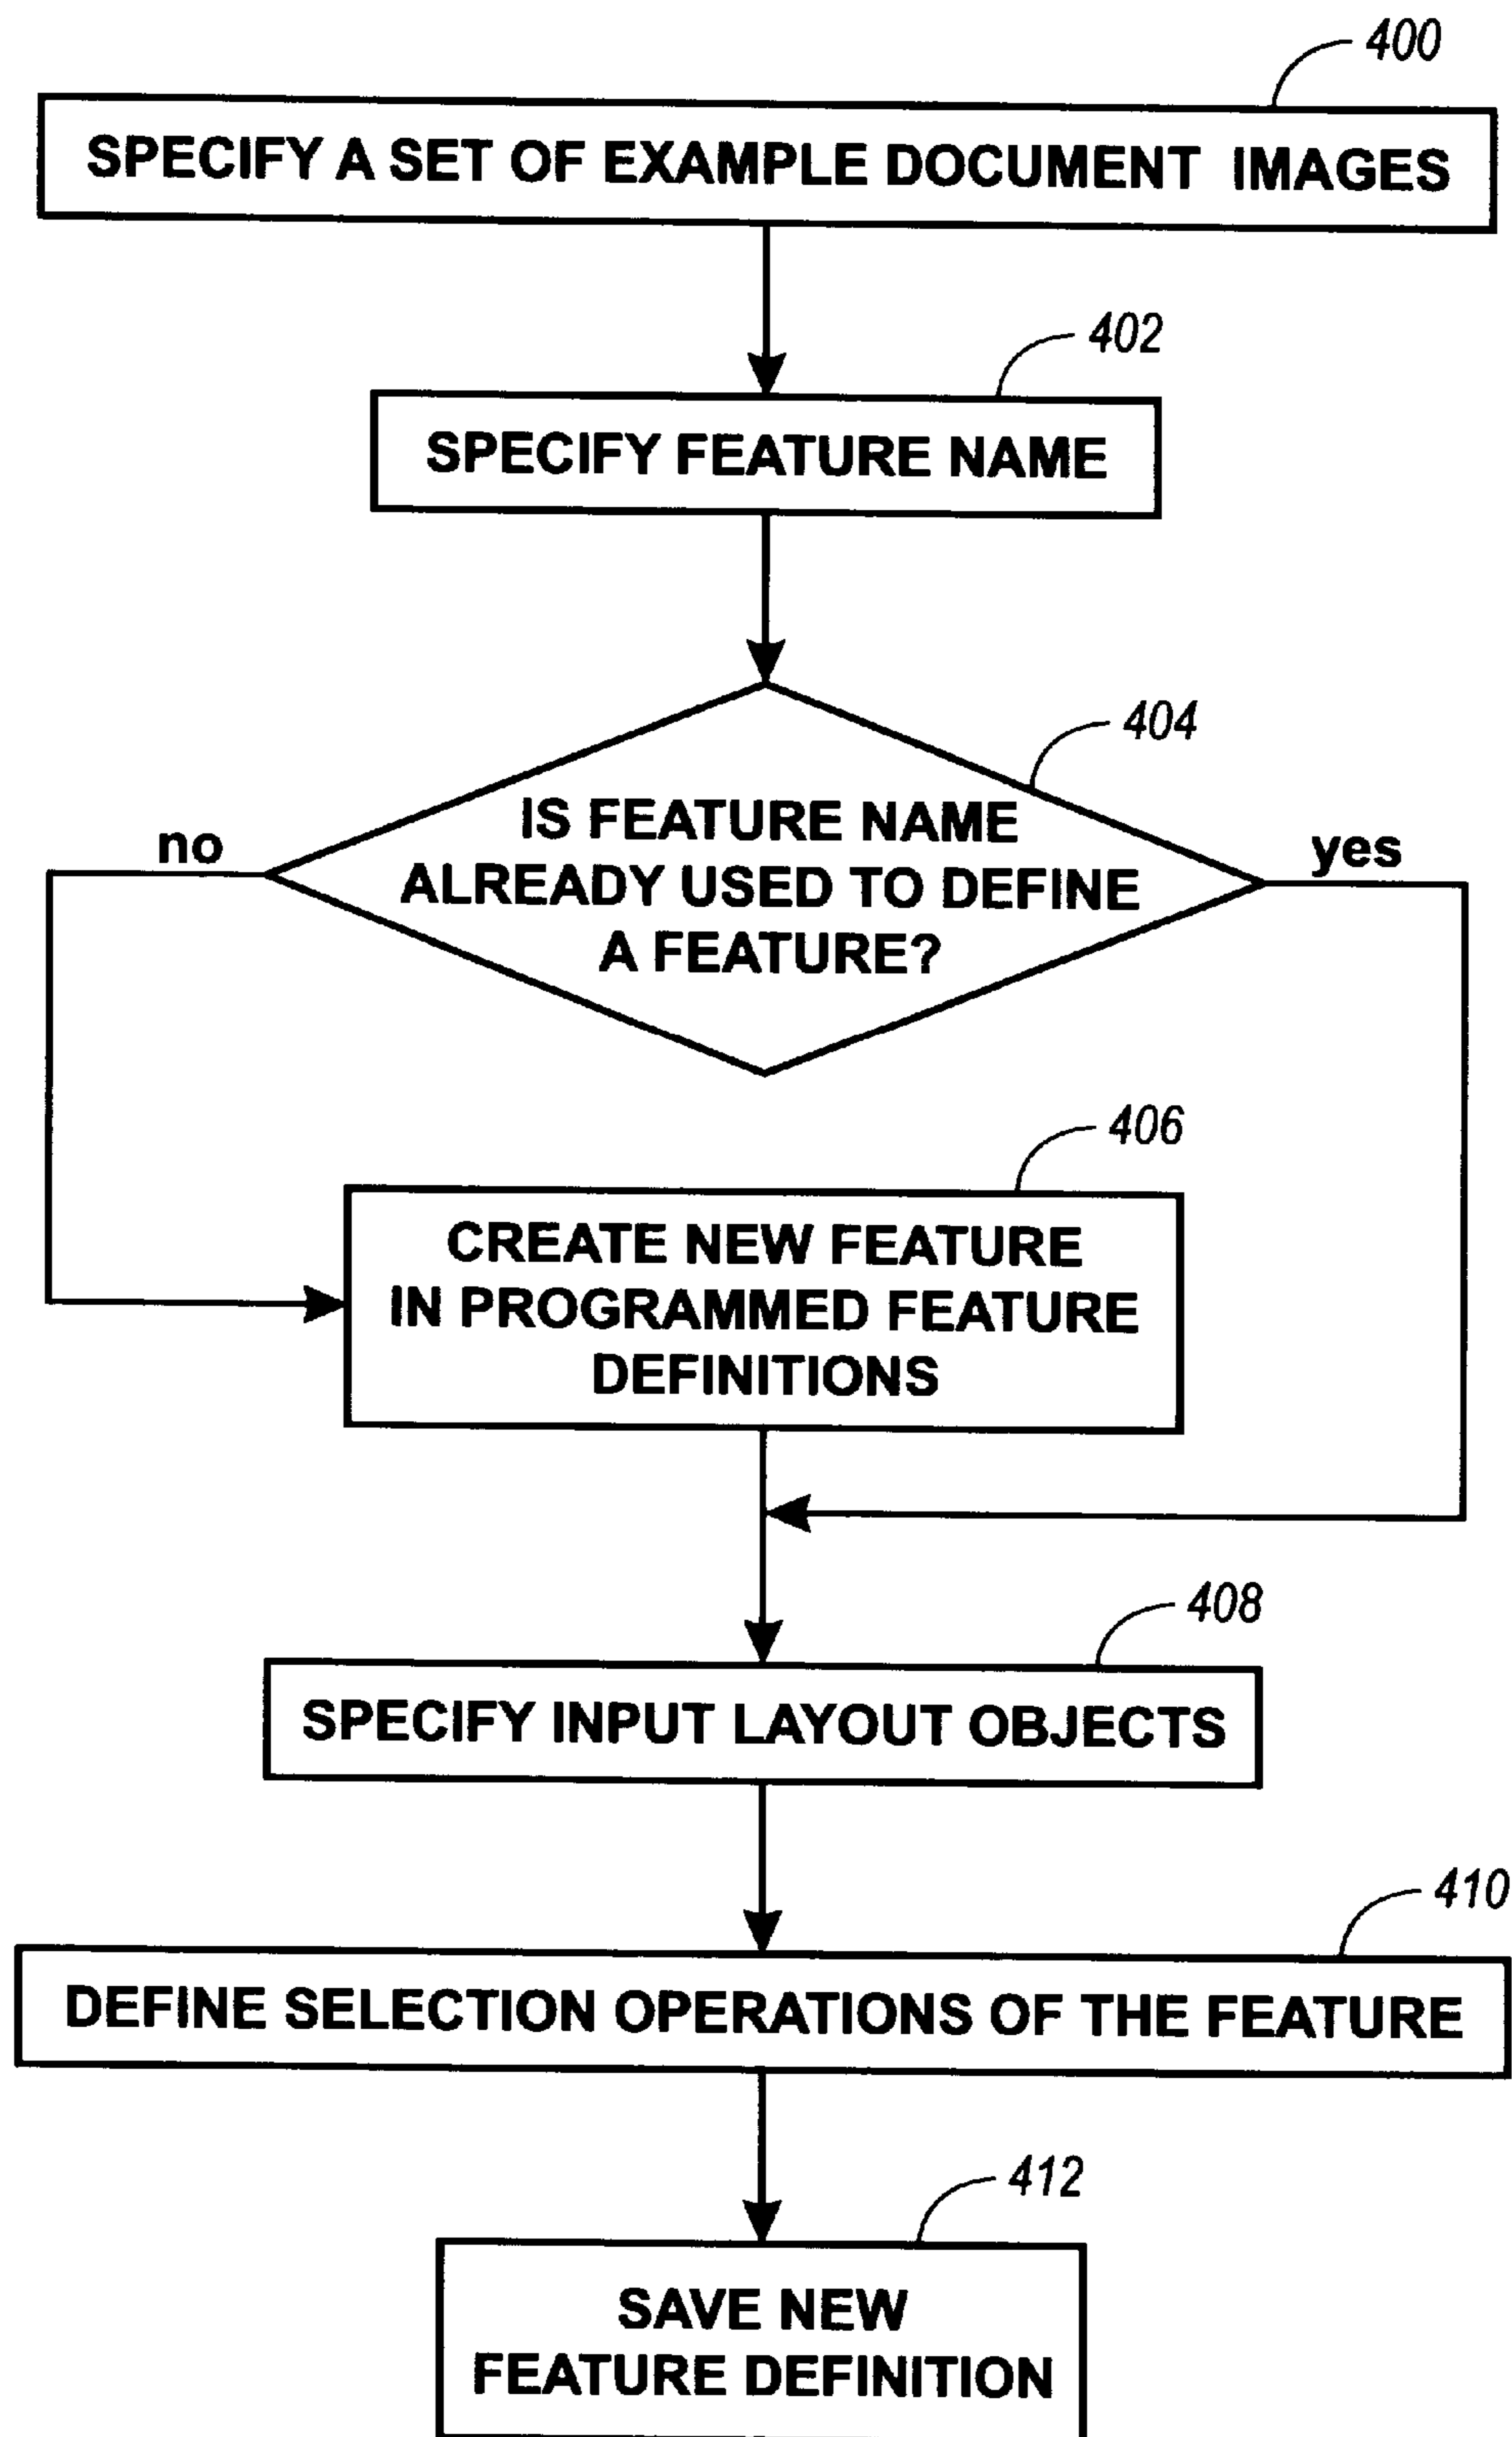 400
SPECIFY A SET OF EXAMPLE DOCUMENT IMAGES
402
SPECIFY FEATURE NAME
404
IS FEATURE NAME
ALREADY USED TO DEFINE
A FEATURE?
no
yes
406
CREATE NEW FEATURE
IN PROGRAMMED FEATURE
DEFINITIONS
408
SPECIFY INPUT LAYOUT OBJECTS
410
DEFINE SELECTION OPERATIONS OF THE FEATURE
412
SAVE NEW
FEATURE DEFINITION